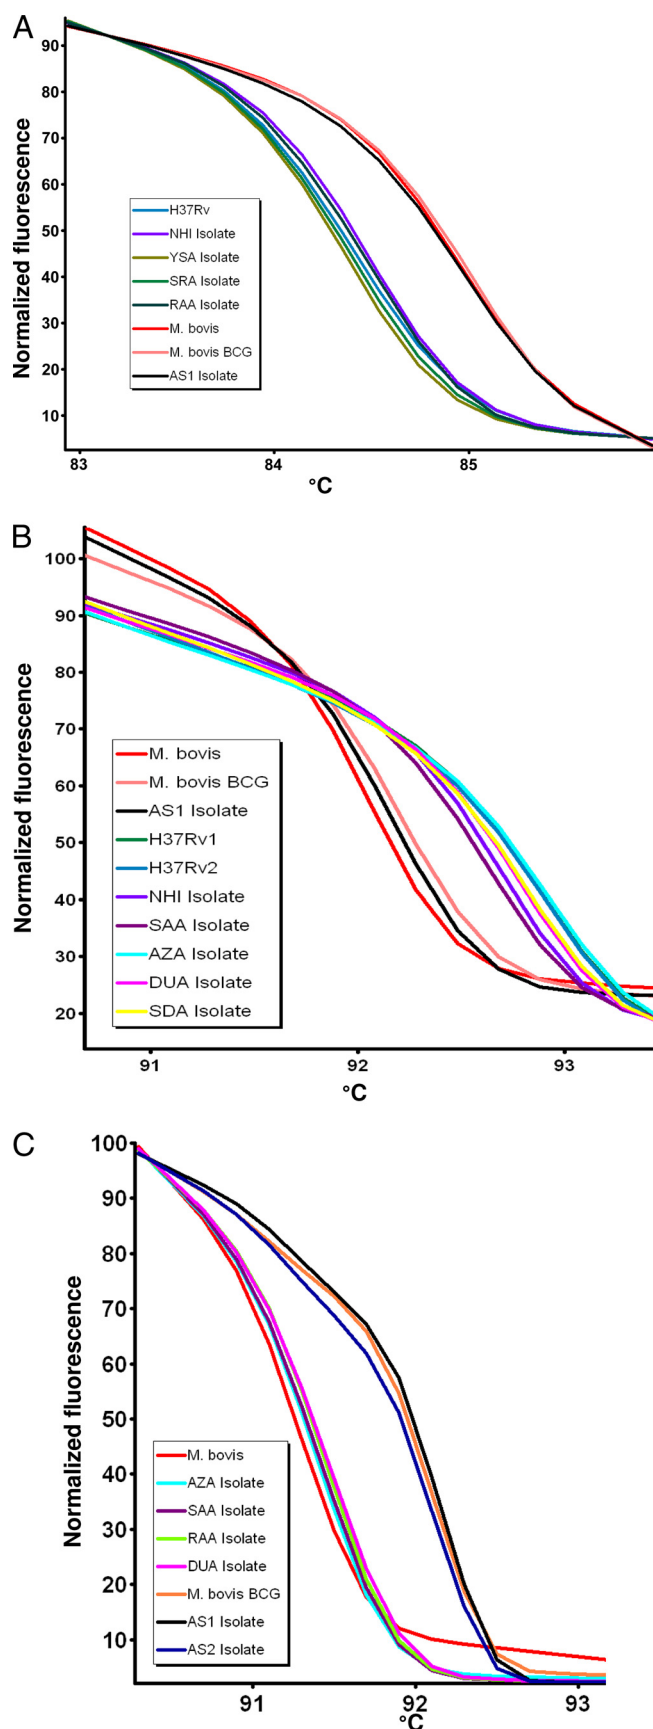 A
90
80
70
60
50
40
30
20
10
Normalized fluorescence
H37Rv
NHI Isolate
YSA Isolate
SRA Isolate
RAA Isolate
M. bovis
M. bovis BCG
AS1 Isolate
83
84
85
°C
B
100
90
80
70
60
50
40
30
20
Normalized fluorescence
M. bovis
M. bovis BCG
AS1 Isolate
H37Rv1
H37Rv2
NHI Isolate
SAA Isolate
AZA Isolate
DUA Isolate
SDA Isolate
91
92
93
°C
C
100
90
80
70
60
50
40
30
20
10
Normalized fluorescence
M. bovis
AZA Isolate
SAA Isolate
RAA Isolate
DUA Isolate
M. bovis BCG
AS1 Isolate
AS2 Isolate
91
92
93
°C